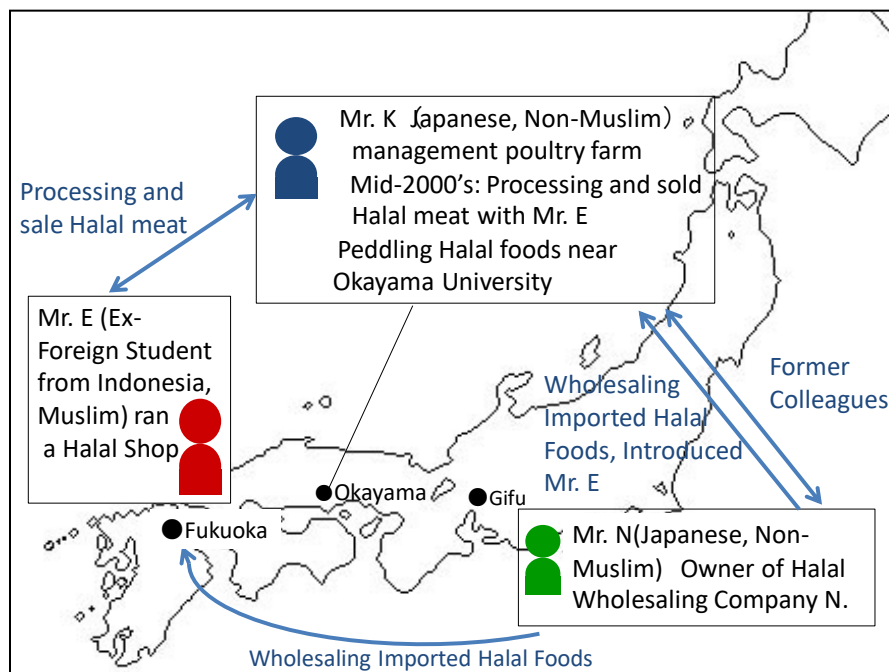 Mr. K (Japanese, Non-Muslim)
management poultry farm
Mid-2000's: Processing and sold
Halal meat with Mr. E
Peddling Halal foods near
Okayama University
Processing and
sale Halal meat
Mr. E (Ex-
Foreign Student
from Indonesia,
Muslim) ran
a Halal Shop
Wholesaling
Imported Halal
Foods, Introduced
Mr. E
Former
Colleagues
Okayama
Gifu
Fukuoka
Mr. N(Japanese, Non-
Muslim) Owner of Halal
Wholesaling Company N.
Wholesaling Imported Halal Foods